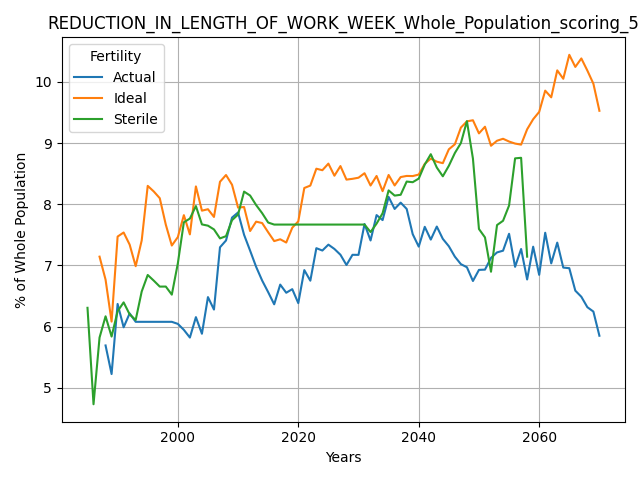 REDUCTION_IN_LENGTH_OF_WORK_WEEK_Whole_Population_scoring_5
Fertility
Actual
Ideal
Sterile
% of Whole Population
10
9
8
7
6
5
2000 2020 2040 2060
Years